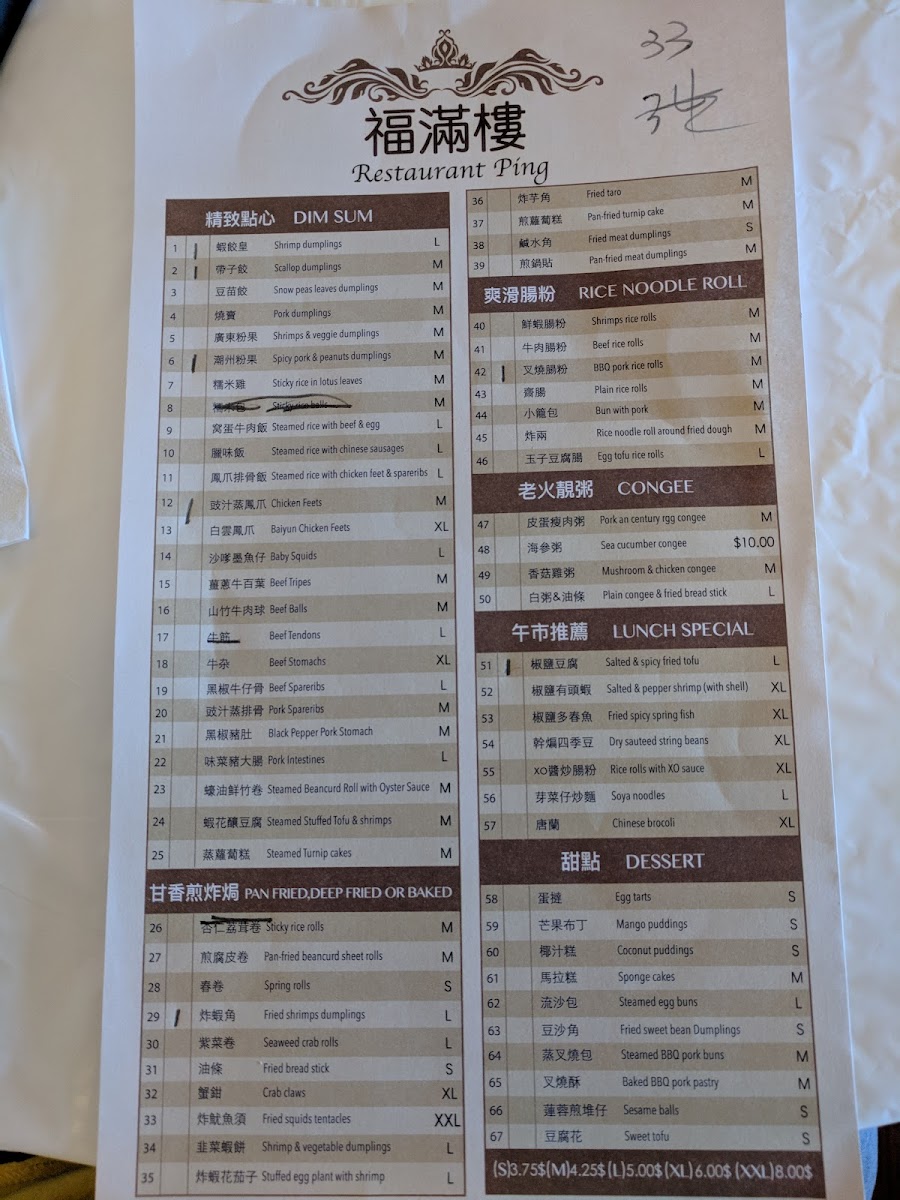 33
福滿樓
Restaurant Ping
精致點心 DIM SUM
1 蝦餃皇 Shrimp dumplings L
2 帶子餃 Scallop dumplings M
3 豆苗餃 Snow peas leaves dumplings M
4 燒賣 Pork dumplings M
5 廣東粉果 Shrimps & veggie dumplings M
6 潮州粉果 Spicy pork & peanuts dumplings M
7 糯米雞 Sticky rice in lotus leaves M
8 糯米包 Sticky rice balls M
9 窝蛋牛肉飯 Steamed rice with beef & egg L
10 臘味飯 Steamed rice with chinese sausages L
11 鳳爪排骨飯 Steamed rice with chicken feet & spareribs L
12 豉汁蒸鳳爪 Chicken Feets M
13 白雲鳳爪 Baiyun Chicken Feets XL
14 沙嗲墨魚仔 Baby Squids L
15 薑蔥牛百葉 Beef Tripes M
16 山竹牛肉球 Beef Balls M
17 牛筋 Beef Tendons L
18 牛杂 Beef Stomachs XL
19 黑椒牛仔骨 Beef Spareribs L
20 豉汁蒸排骨 Pork Spareribs M
21 黑椒豬肚 Black Pepper Pork Stomach M
22 味菜豬大腸 Pork Intestines L
23 蠔油鮮竹卷 Steamed Beancurd Roll with Oyster Sauce M
24 蝦花釀豆腐 Steamed Stuffed Tofu & shrimps M
25 蒸蘿蔔糕 Steamed Turnip cakes M
甘香煎炸焗 PAN FRIED,DEEP FRIED OR BAKED
26 杏仁荔茸卷 Sticky rice rolls M
27 煎腐皮卷 Pan-fried beancurd sheet rolls M
28 春卷 Spring rolls S
29 炸蝦角 Fried shrimps dumplings L
30 紫菜卷 Seaweed crab rolls L
31 油條 Fried bread stick S
32 蟹鉗 Crab claws XL
33 炸魷魚須 Fried squids tentacles XXL
34 韭菜蝦餅 Shrimp & vegetable dumplings L
35 炸蝦花茄子 Stuffed egg plant with shrimp L
36 炸芋角 Fried taro M
37 煎蘿蔔糕 Pan-fried turnip cake M
38 鹹水角 Fried meat dumplings S
39 煎鍋貼 Pan-fried meat dumplings M
爽滑腸粉 RICE NOODLE ROLL
40 鮮蝦腸粉 Shrimps rice rolls M
41 牛肉腸粉 Beef rice rolls M
42 叉燒腸粉 BBQ pork rice rolls M
43 齋腸 Plain rice rolls M
44 小籠包 Bun with pork M
45 炸兩 Rice noodle roll around fried dough M
46 玉子豆腐腸 Egg tofu rice rolls L
老火靚粥 CONGEE
47 皮蛋瘦肉粥 Pork an century rgg congee M
48 海參粥 Sea cucumber congee $10.00
49 香菇雞粥 Mushroom & chicken congee M
50 白粥&油條 Plain congee & fried bread stick L
午市推薦 LUNCH SPECIAL
51 椒鹽豆腐 Salted & spicy fried tofu L
52 椒鹽有頭蝦 Salted & pepper shrimp (with shell) XL
53 椒鹽多春魚 Fried spicy spring fish XL
54 幹煸四季豆 Dry sauteed string beans XL
55 XO醬炒腸粉 Rice rolls with XO sauce XL
56 芽菜仔炒麵 Soya noodles L
57 唐蘭 Chinese brocoli XL
甜點 DESSERT
58 蛋撻 Egg tarts S
59 芒果布丁 Mango puddings S
60 椰汁糕 Coconut puddings S
61 馬拉糕 Sponge cakes M
62 流沙包 Steamed egg buns L
63 豆沙角 Fried sweet bean Dumplings S
64 蒸叉燒包 Steamed BBQ pork buns M
65 叉燒酥 Baked BBQ pork pastry M
66 蓮蓉煎堆仔 Sesame balls S
67 豆腐花 Sweet tofu S
(S)3.75$(M)4.25$(L)5.00$(XL)6.00$(XXL)8.00$